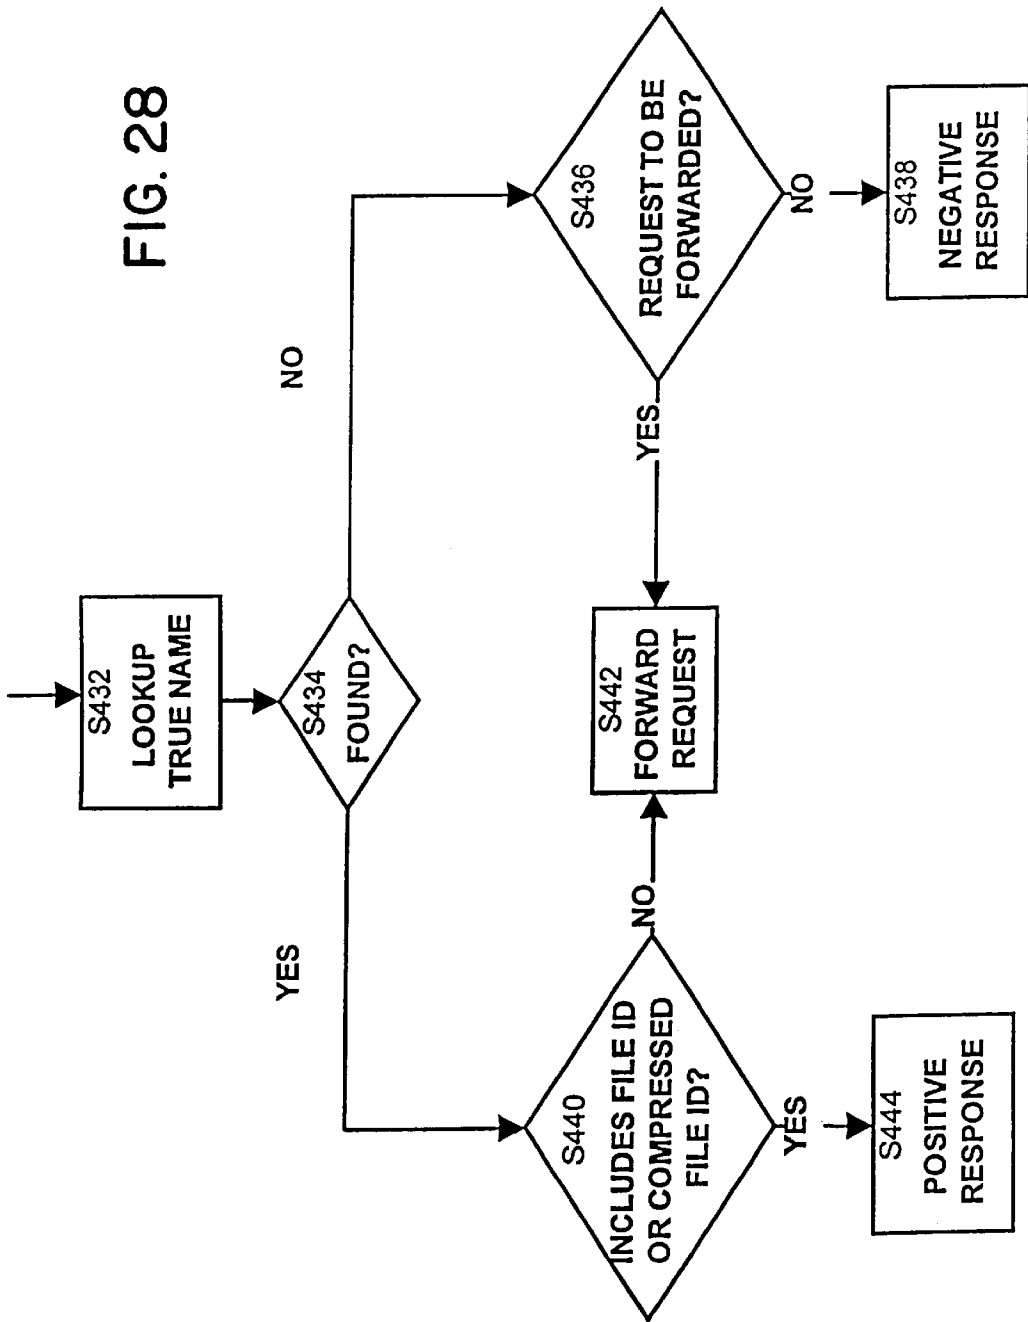 FIG. 28
S432
LOOKUP
TRUE NAME
S434
FOUND?
YES
NO
S440
INCLUDES FILE ID
OR COMPRESSED
FILE ID?
NO
YES
S442
FORWARD
REQUEST
S436
REQUEST TO BE
FORWARDED?
YES
NO
S444
POSITIVE
RESPONSE
S438
NEGATIVE
RESPONSE